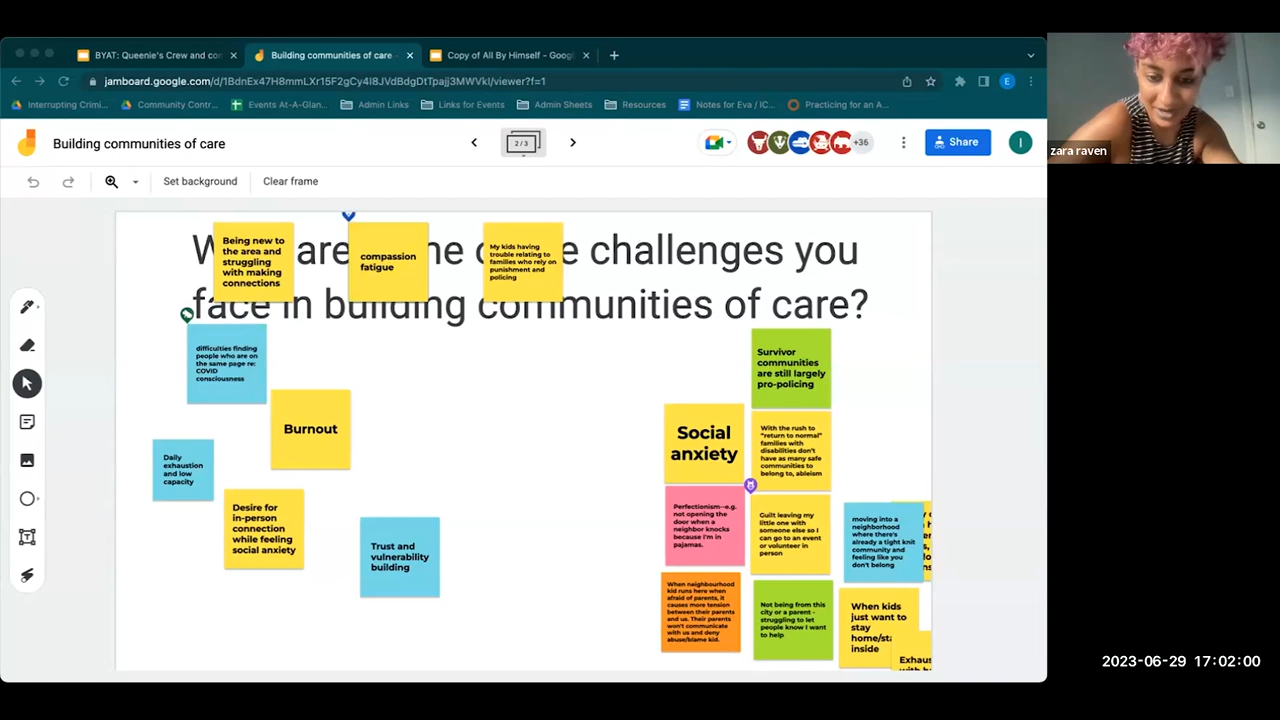 BYAT: Queenie's Crew and co
Building communities of care
Copy of All By Himself - Goog
jamboard.google.com/d/1BdnEx47H8mmLXr15F2gCy4I8JVdBdgDtTpajj3MWVkI/viewer?f=1
E
Interrupting Crimi...
Community Contr...
Events At-A-Glan...
Admin Links
Links for Events
Admin Sheets
Resources
Notes for Eva / IC...
Practicing for an A...
Building communities of care
2 / 3
+36
Share
I
Set background
Clear frame
are the challenges you
face in building communities of care?
Being new to
the area and
struggling
with making
connections
compassion
fatigue
My kids having
trouble relating to
families who rely on
punishment and
policing
difficulties finding
people who are on
the same page re:
COVID
consciousness
Burnout
Daily
exhaustion
and low
capacity
Desire for
in-person
connection
while feeling
social anxiety
Trust and
vulnerability
building
Survivor
communities
are still largely
pro-policing
Social
anxiety
With the rush to
"return to normal"
families with
disabilities don't
have as many safe
communities to
belong to, ableism
Perfectionism--e.g.
not opening the
door when a
neighbor knocks
because I'm in
pajamas.
Guilt leaving my
little one with
someone else so I
can go to an event
or volunteer in
person
moving into a
neighborhood
where there's
already a tight knit
community and
feeling like you
don't belong
When neighbourhood
kid runs here when
afraid of parents, it
causes more tension
between their parents
and us. Their parents
won't communicate
with us and deny
abuse/blame kid.
Not being from this
city or a parent -
struggling to let
people know I want
to help
When kids
just want to
stay
home/sta
inside
Exhaus
zara raven
2023-06-29 17:02:00